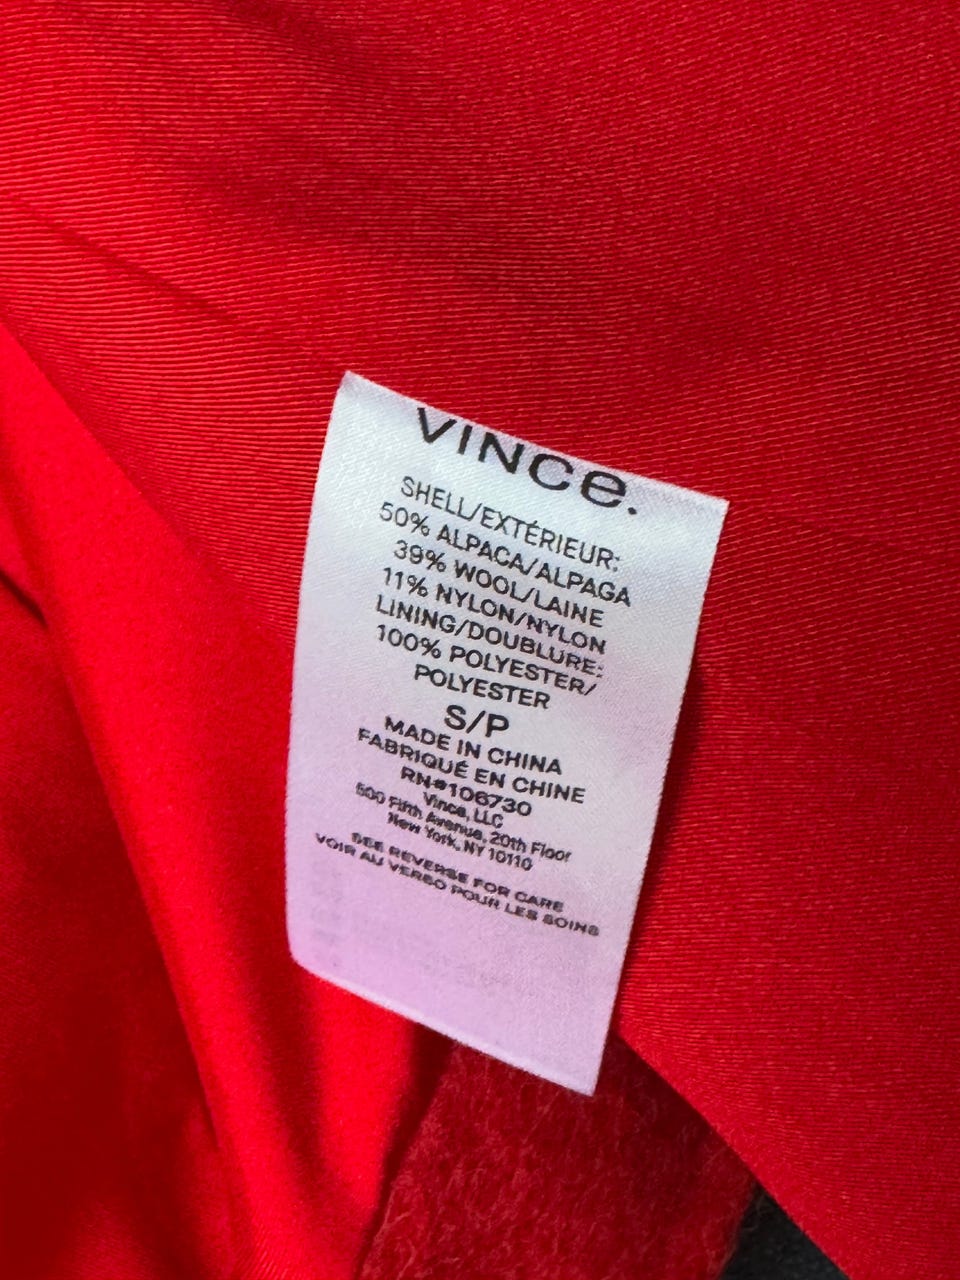 VINCe.
SHELL/EXTÉRIEUR:
50% ALPACA/ALPAGA
39% WOOL/LAINE
11% NYLON/NYLON
LINING/DOUBLURE:
100% POLYESTER/
POLYESTER
S/P
MADE IN CHINA
FABRIQUÉ EN CHINE
RN#106730
Vince, LLC
500 Fifth Avenue, 20th Floor
New York, NY 10110
SEE REVERSE FOR CARE
VOIR AU VERSO POUR LES SOINS